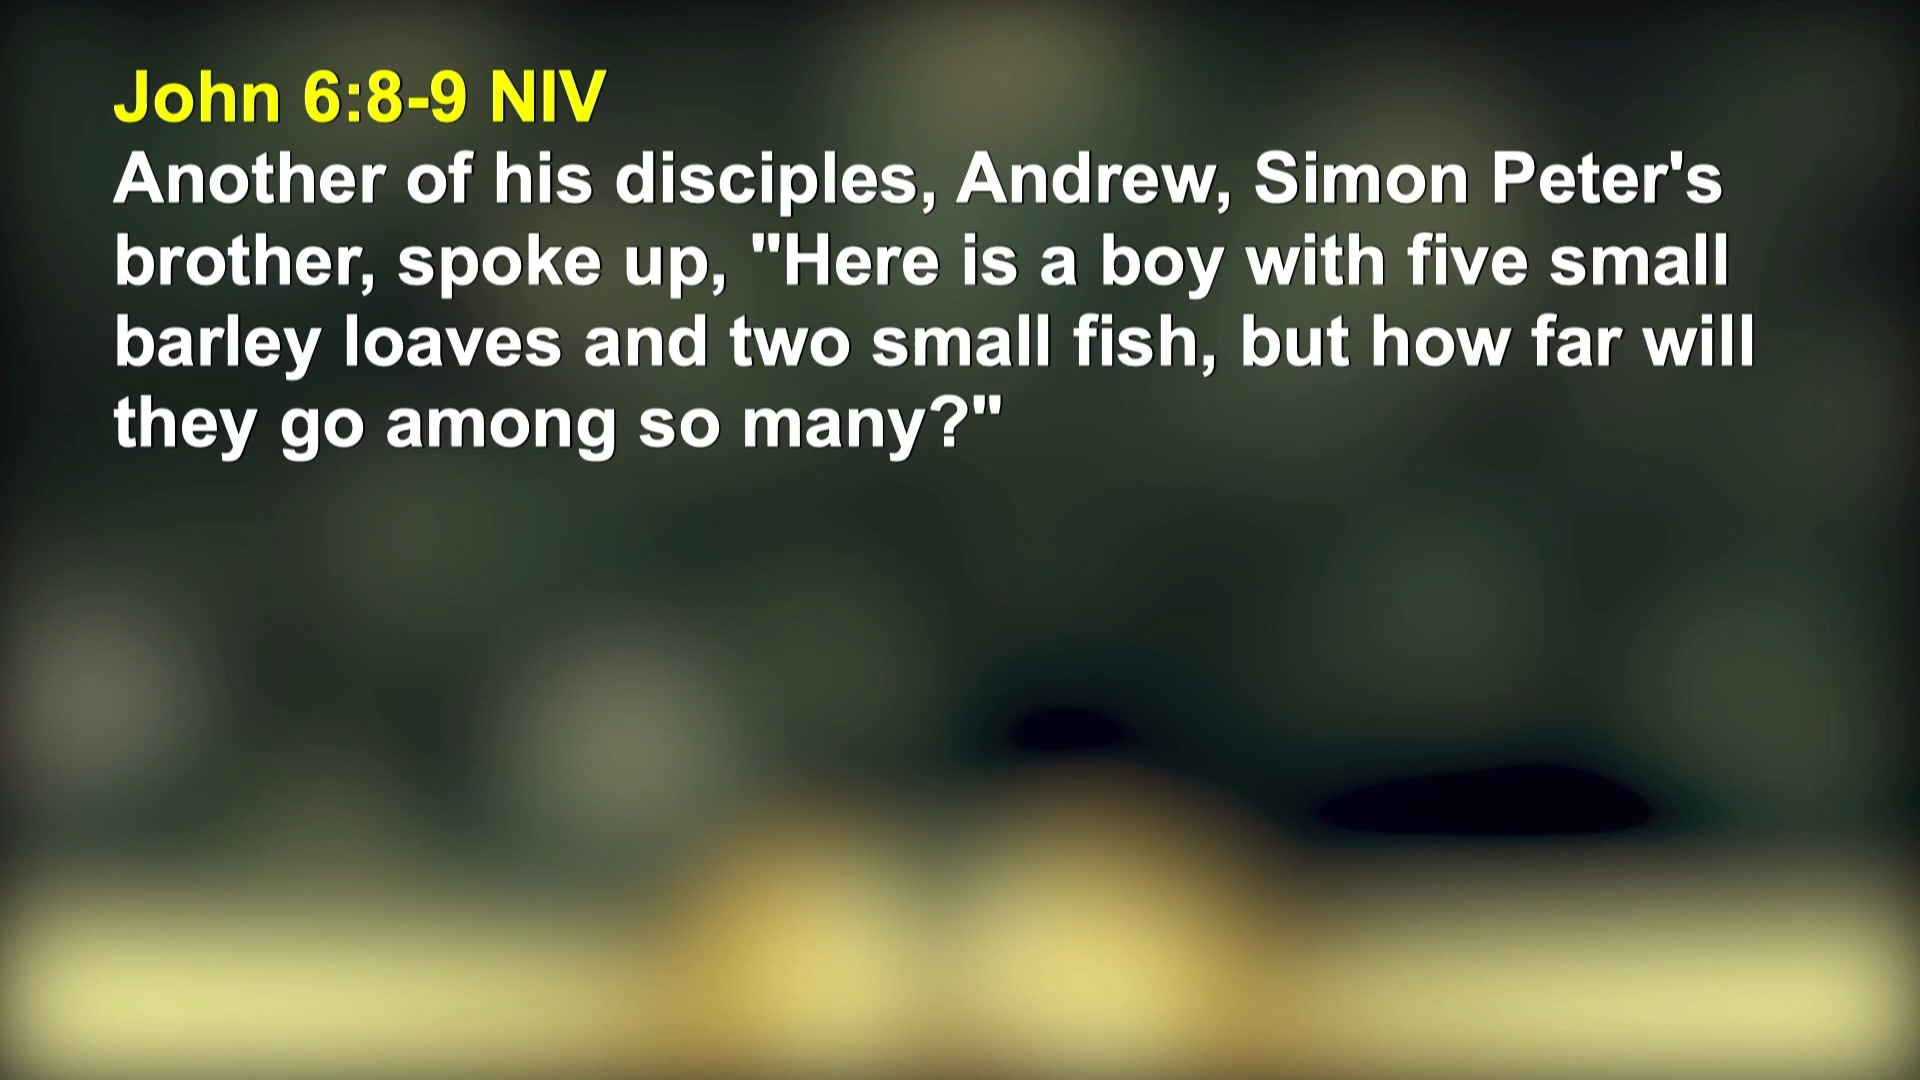 John 6:8-9 NIV
Another of his disciples, Andrew, Simon Peter's
brother, spoke up, "Here is a boy with five small
barley loaves and two small fish, but how far will
they go among so many?"